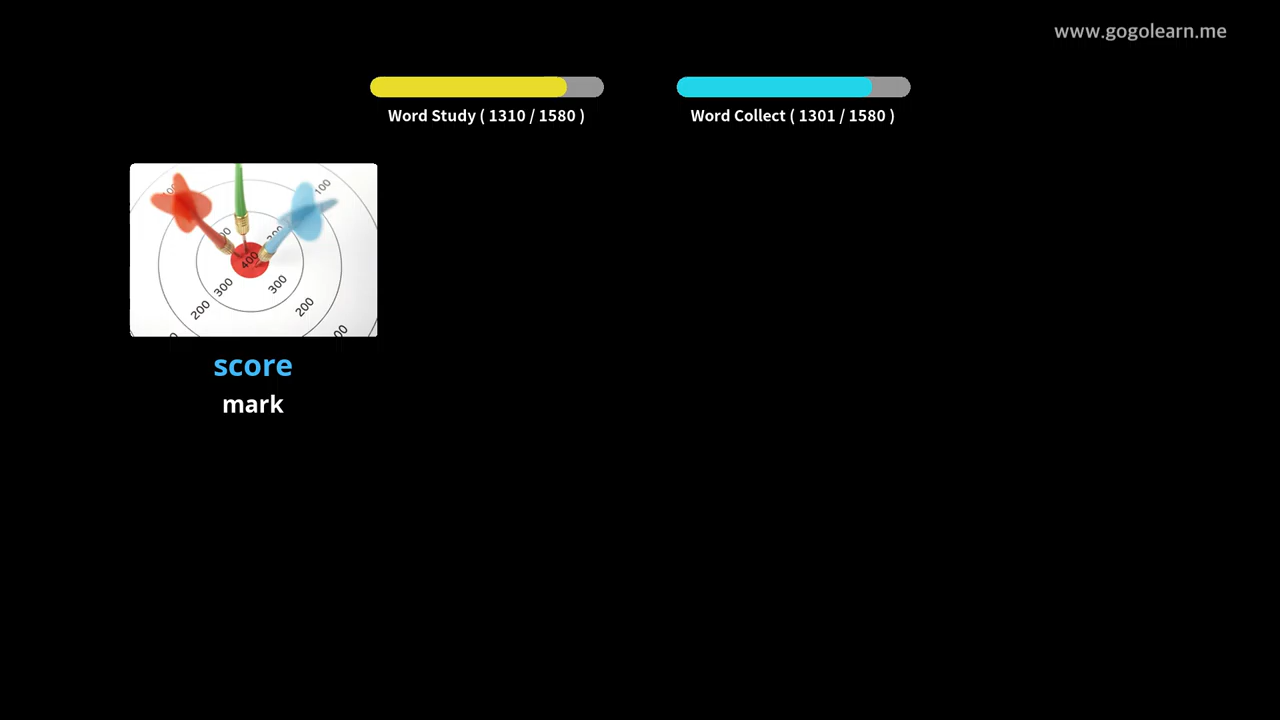 www.gogolearn.me
Word Study ( 1310 / 1580 )
Word Collect ( 1301 / 1580 )
100
400
300
300
200
200
score
mark